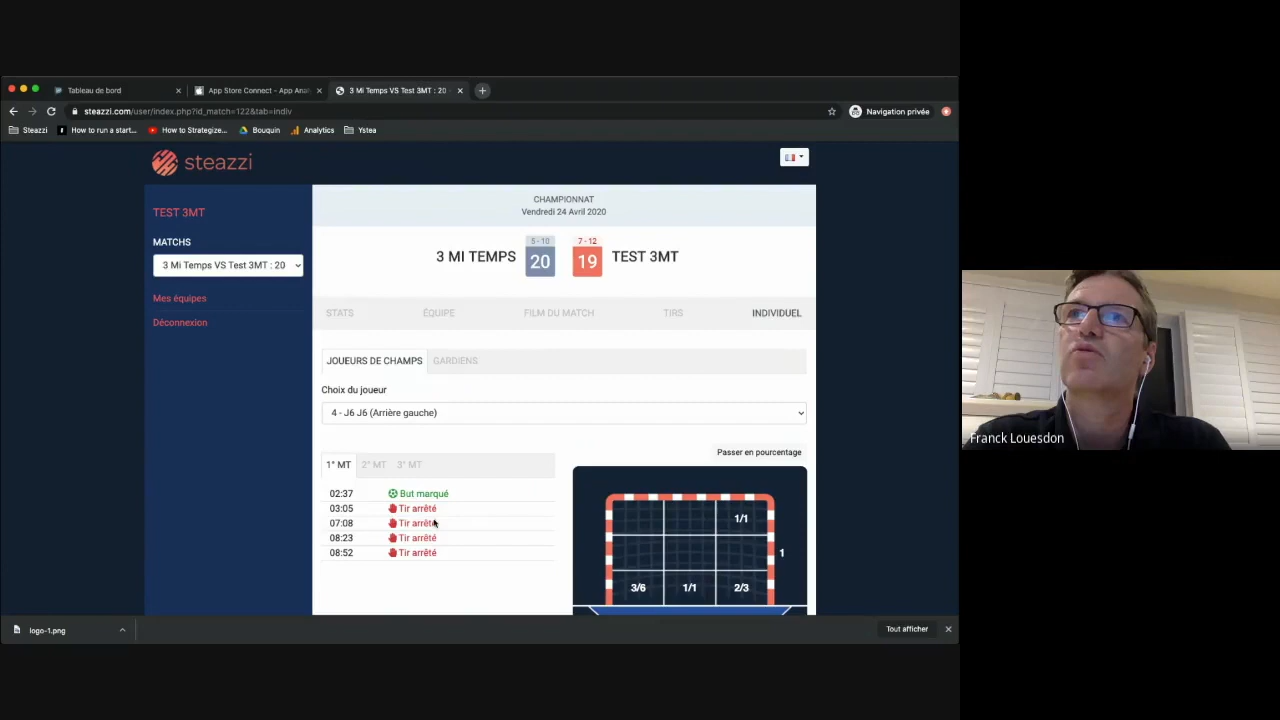 Tableau de bord
App Store Connect - App Anal
3 Mi Temps VS Test 3MT : 20
steazzi.com/user/index.php?id_match=122&tab=indiv
Navigation privée
Steazzi
How to run a start...
How to Strategize...
Bouquin
Analytics
Ystea
steazzi
TEST 3MT
MATCHS
3 Mi Temps VS Test 3MT : 20
Mes équipes
Déconnexion
CHAMPIONNAT
Vendredi 24 Avril 2020
3 MI TEMPS
5 - 10
20
7 - 12
19
TEST 3MT
STATS
ÉQUIPE
FILM DU MATCH
TIRS
INDIVIDUEL
JOUEURS DE CHAMPS
GARDIENS
Choix du joueur
4 - J6 J6 (Arrière gauche)
Passer en pourcentage
1° MT
2° MT
3° MT
02:37 But marqué
03:05 Tir arrêté
07:08 Tir arrêté
08:23 Tir arrêté
08:52 Tir arrêté
1/1
1
3/6
1/1
2/3
logo-1.png
Tout afficher
Franck Louesdon